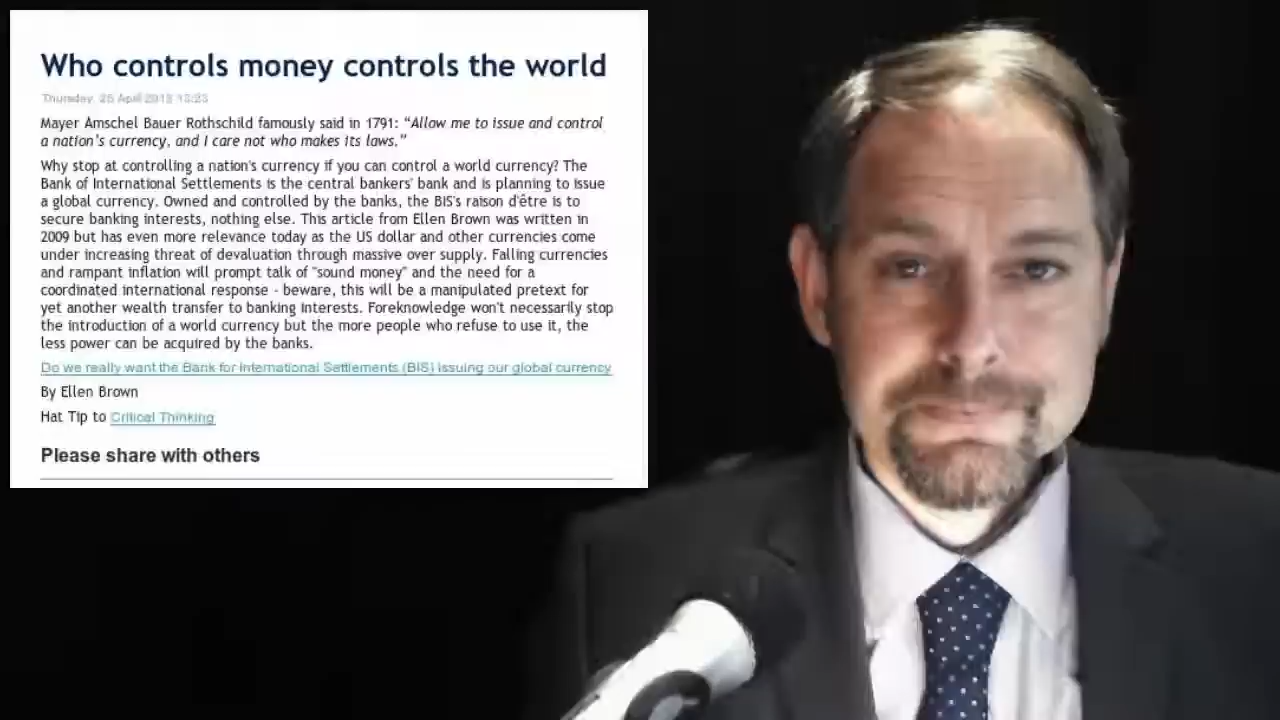 Who controls money controls the world
Thursday, 25 April 2013 13:23
Mayer Amschel Bauer Rothschild famously said in 1791: “Allow me to issue and control
a nation’s currency, and I care not who makes its laws.”
Why stop at controlling a nation's currency if you can control a world currency? The
Bank of International Settlements is the central bankers' bank and is planning to issue
a global currency. Owned and controlled by the banks, the BIS's raison d'être is to
secure banking interests, nothing else. This article from Ellen Brown was written in
2009 but has even more relevance today as the US dollar and other currencies come
under increasing threat of devaluation through massive over supply. Falling currencies
and rampant inflation will prompt talk of "sound money" and the need for a
coordinated international response - beware, this will be a manipulated pretext for
yet another wealth transfer to banking interests. Foreknowledge won't necessarily stop
the introduction of a world currency but the more people who refuse to use it, the
less power can be acquired by the banks.
Do we really want the Bank for International Settlements (BIS) issuing our global currency
By Ellen Brown
Hat Tip to Critical Thinking
Please share with others